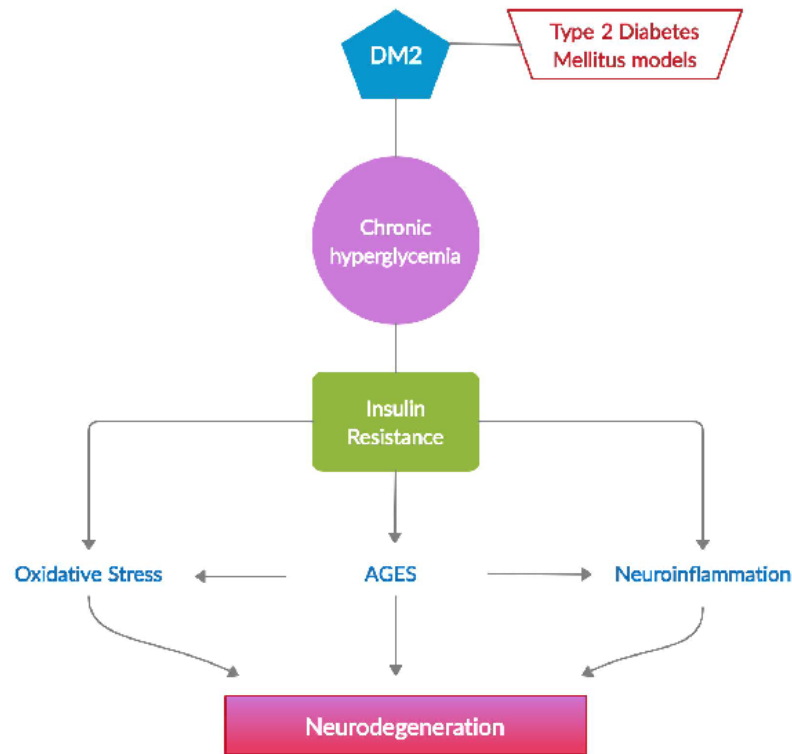 DM2
Type 2 Diabetes
Mellitus models
Chronic
hyperglycemia
Insulin
Resistance
Oxidative Stress
AGES
Neuroinflammation
Neurodegeneration